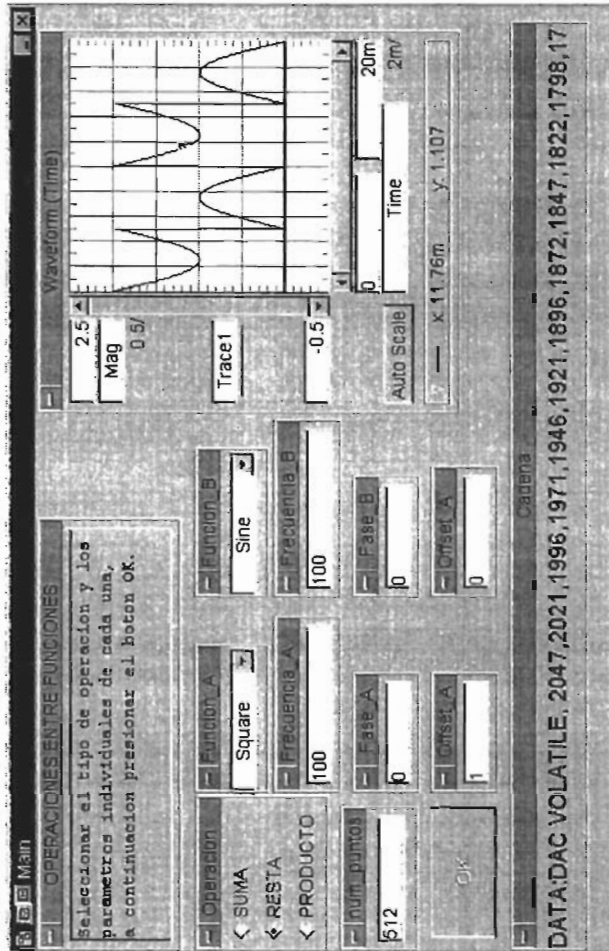 Main
OPERACIONES ENTRE FUNCIONES
Seleccionar el tipo de operacion y los
parametros individuales de cada una,
a continuacion presionar el boton OK.
Operacion
SUMA
RESTA
PRODUCTO
num_puntos
512
OK
Funcion_A
Square
Frecuencia_A
100
Fase_A
0
Offset_A
1
Funcion_B
Sine
Frecuencia_B
100
Fase_B
0
Offset_A
0
Waveform (Time)
2.5
Mag
0.5/
Trace1
-0.5
Auto Scale
0
20m
Time
2m/
x 11.76m
y 1.107
Cadena
DATA:DAC VOLATILE, 2047,2021,1996,1971,1946,1921,1896,1872,1847,1822,1798,17